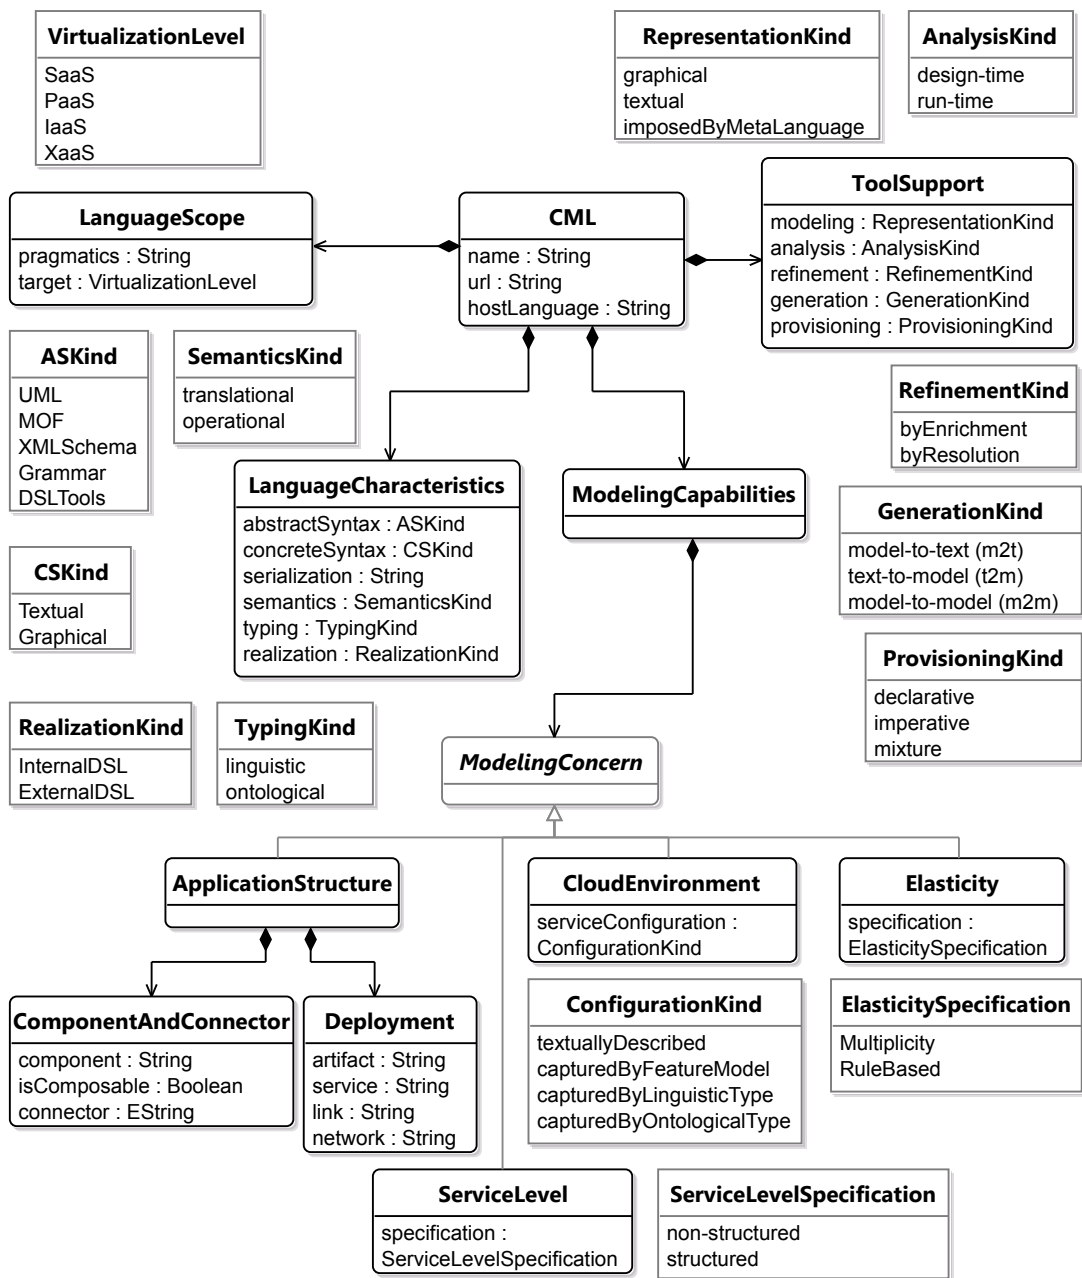 VirtualizationLevel
SaaS
PaaS
IaaS
XaaS
RepresentationKind
graphical
textual
imposedByMetaLanguage
AnalysisKind
design-time
run-time
LanguageScope
pragmatics : String
target : VirtualizationLevel
CML
name : String
url : String
hostLanguage : String
ToolSupport
modeling : RepresentationKind
analysis : AnalysisKind
refinement : RefinementKind
generation : GenerationKind
provisioning : ProvisioningKind
ASKind
UML
MOF
XMLSchema
Grammar
DSLTools
SemanticsKind
translational
operational
RefinementKind
byEnrichment
byResolution
LanguageCharacteristics
abstractSyntax : ASKind
concreteSyntax : CSKind
serialization : String
semantics : SemanticsKind
typing : TypingKind
realization : RealizationKind
ModelingCapabilities
GenerationKind
model-to-text (m2t)
text-to-model (t2m)
model-to-model (m2m)
CSKind
Textual
Graphical
ProvisioningKind
declarative
imperative
mixture
RealizationKind
InternalDSL
ExternalDSL
TypingKind
linguistic
ontological
ModelingConcern
ApplicationStructure
CloudEnvironment
serviceConfiguration :
ConfigurationKind
Elasticity
specification :
ElasticitySpecification
ComponentAndConnector
component : String
isComposable : Boolean
connector : EString
Deployment
artifact : String
service : String
link : String
network : String
ConfigurationKind
textuallyDescribed
capturedByFeatureModel
capturedByLinguisticType
capturedByOntologicalType
ElasticitySpecification
Multiplicity
RuleBased
ServiceLevel
specification :
ServiceLevelSpecification
ServiceLevelSpecification
non-structured
structured